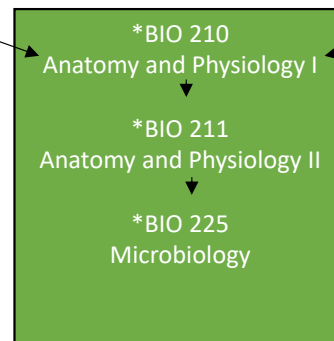 *BIO 210
Anatomy and Physiology I
*BIO 211
Anatomy and Physiology II
*BIO 225
Microbiology